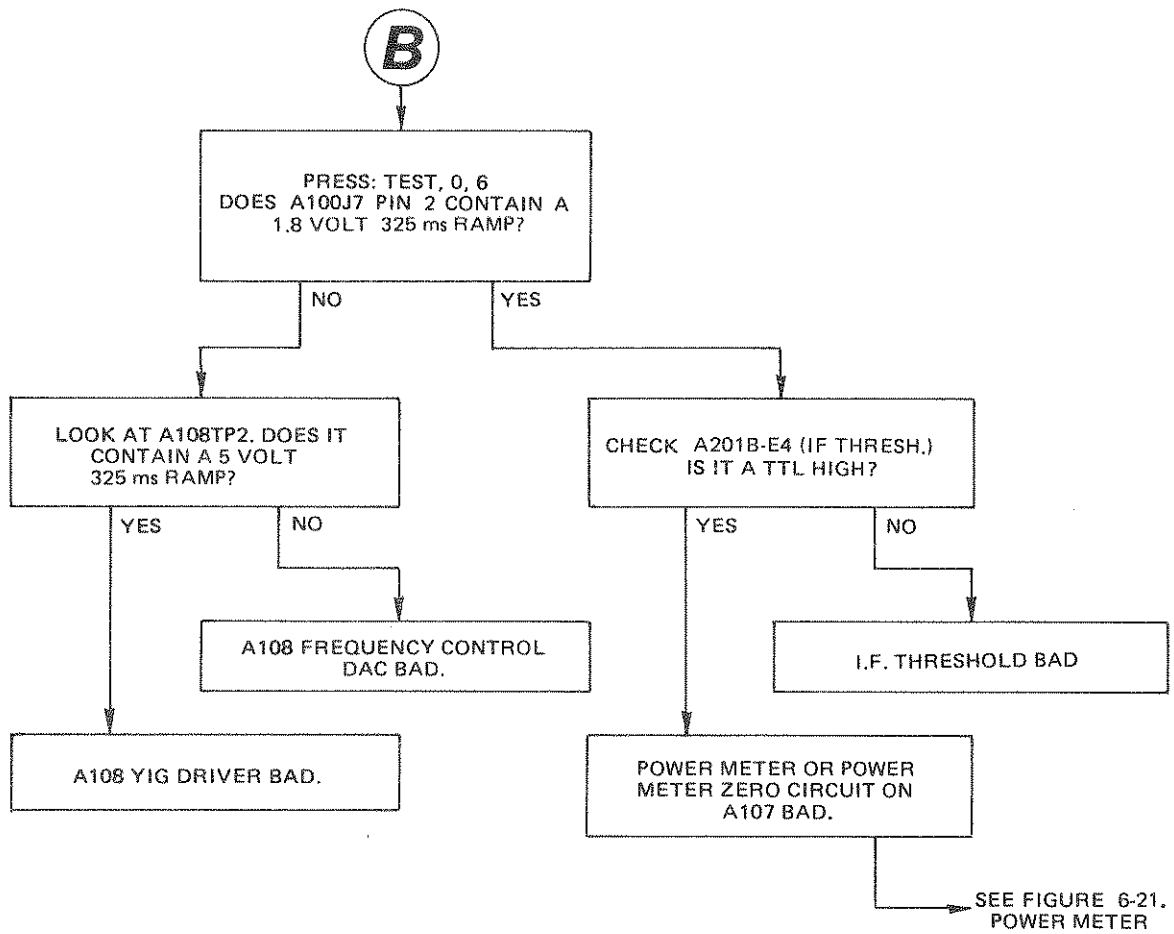 B
PRESS: TEST, 0, 6
DOES A100J7 PIN 2 CONTAIN A
1.8 VOLT 325 ms RAMP?
NO
YES
LOOK AT A108TP2. DOES IT
CONTAIN A 5 VOLT
325 ms RAMP?
CHECK A201B-E4 (IF THRESH.)
IS IT A TTL HIGH?
YES
NO
YES
NO
A108 FREQUENCY CONTROL
DAC BAD.
I.F. THRESHOLD BAD
A108 YIG DRIVER BAD.
POWER METER OR POWER
METER ZERO CIRCUIT ON
A107 BAD.
SEE FIGURE 6-21.
POWER METER